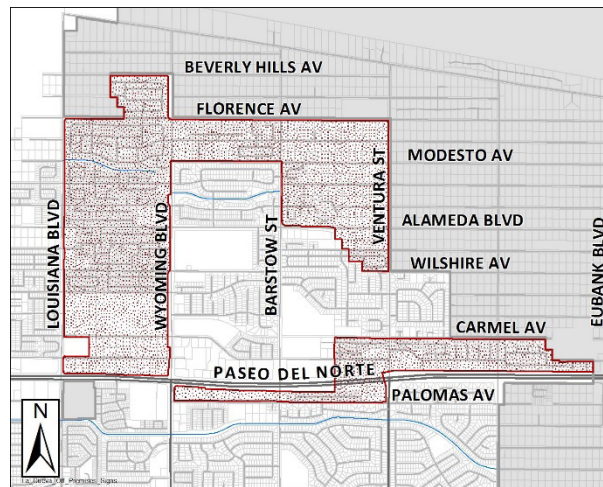 BEVERLY HILLS AV
FLORENCE AV
MODESTO AV
VENTURA ST
ALAMEDA BLVD
LOUISIANA BLVD
WYOMING BLVD
BARSTOW ST
WILSHIRE AV
EUBANK BLVD
CARMEL AV
PASEO DEL NORTE
PALOMAS AV
N